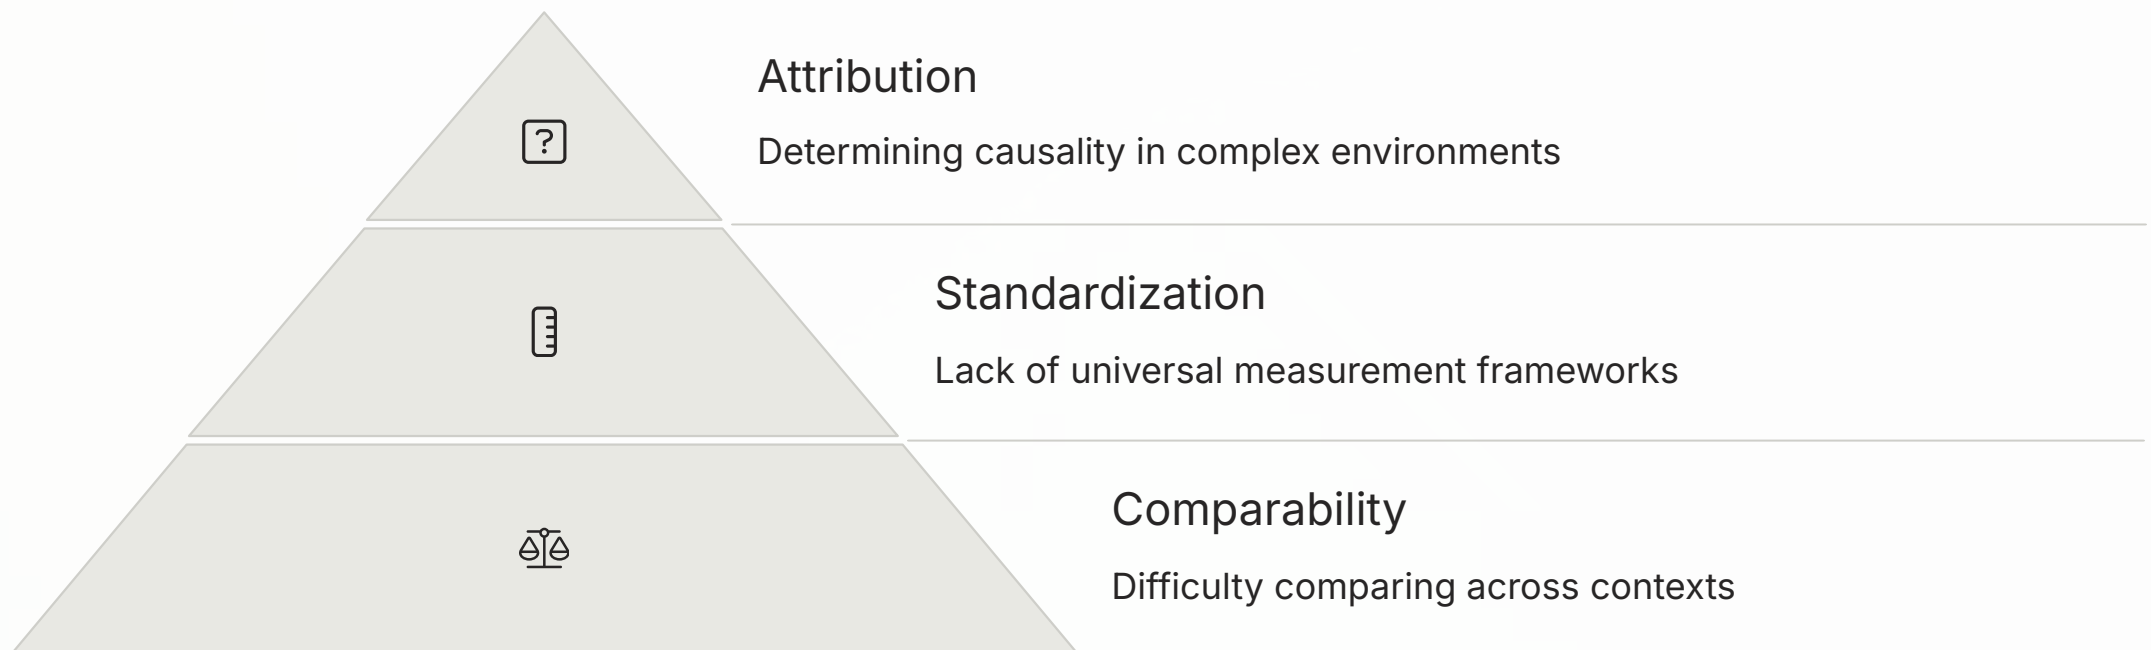 Attribution
Determining causality in complex environments
Standardization
Lack of universal measurement frameworks
Comparability
Difficulty comparing across contexts